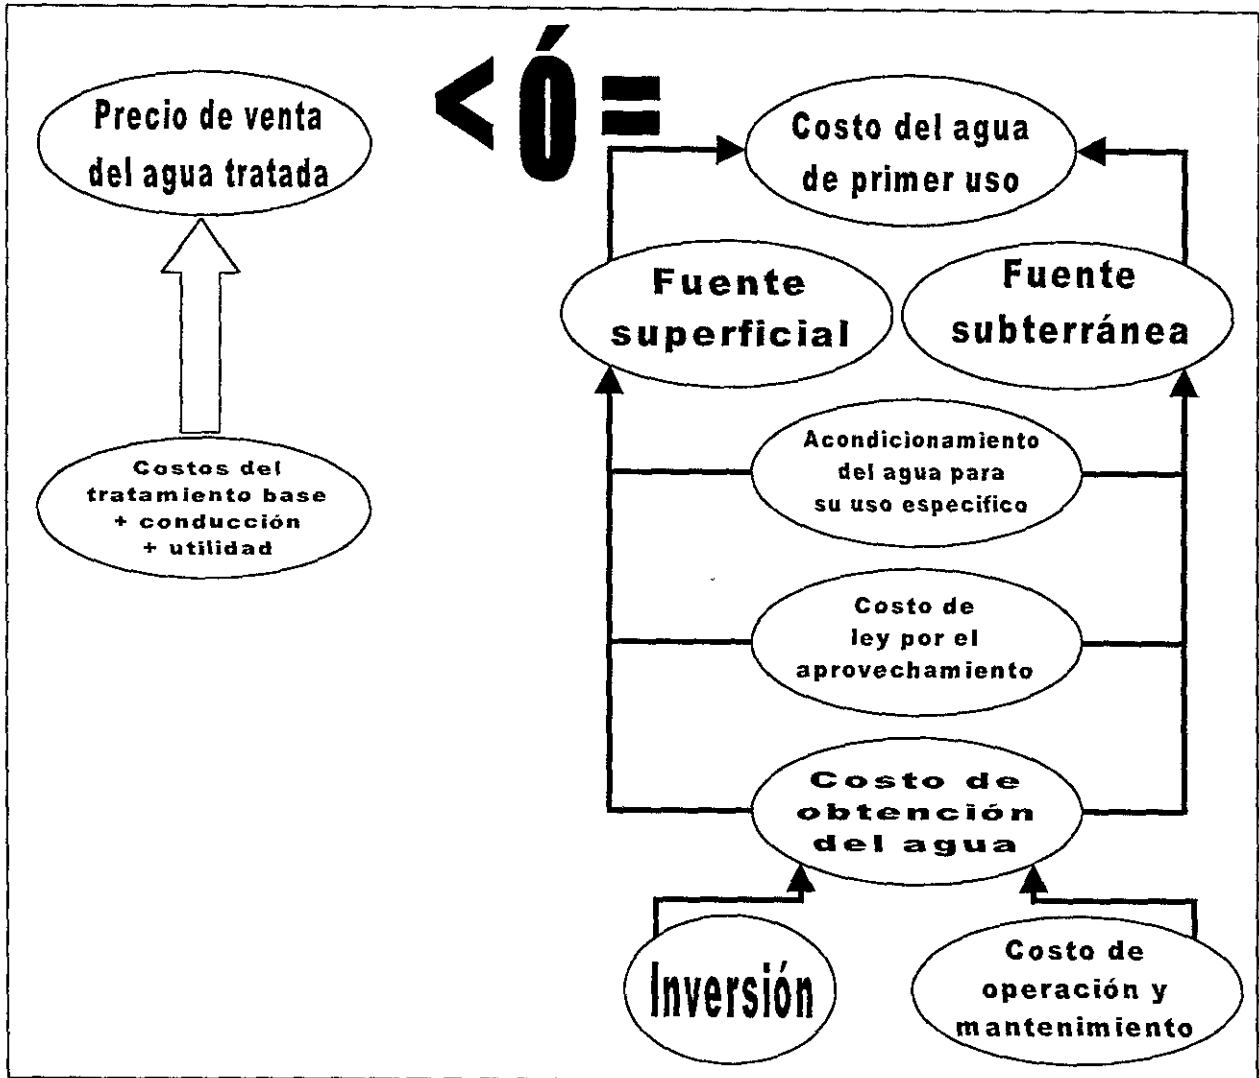 Precio de venta
del agua tratada
< Ó =
Costo del agua
de primer uso
Fuente
superficial
Fuente
subterránea
Costos del
tratamiento base
+ conducción
+ utilidad
Acondicionamiento
del agua para
su uso especifico
Costo de
ley por el
aprovechamiento
Costo de
obtención
del agua
Inversión
Costo de
operación y
mantenimiento